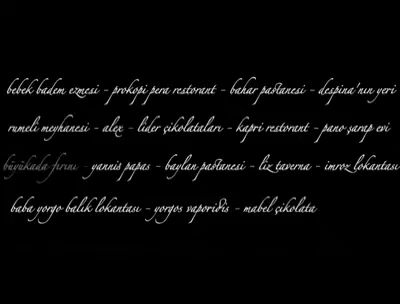 bebek badem ezmesi - prokopi pera restorant - bahar pastanesi - despina'nın yeri
rumeli meyhanesi - alex - lider çikolataları - kapri restorant - pano şarap evi
büyükada fırını - yannis papas - baylan pastanesi - liz taverna - imroz lokantası
baba yorgo balık lokantası - yorgos vaporidis - mabel çikolata